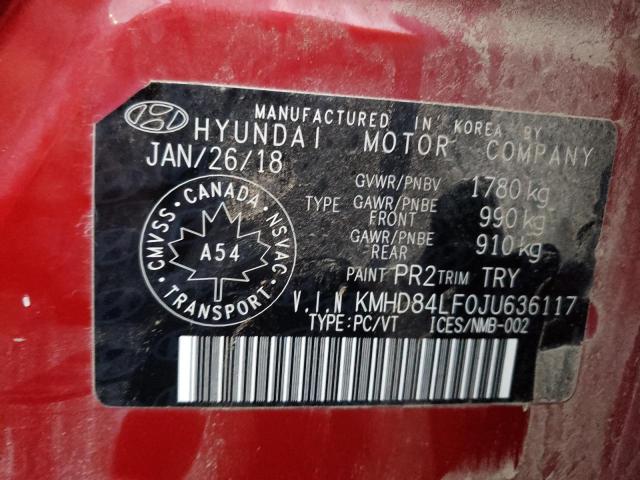 MANUFACTURED IN KOREA BY
HYUNDAI MOTOR COMPANY
JAN/26/18
GVWR/PNBV 1780 kg
TYPE GAWR/PNBE FRONT 990 kg
GAWR/PNBE REAR 910 kg
CMVSS · CANADA · NSVAC
A54
TRANSPORT
PAINT PR2 TRIM TRY
V.I.N KMHD84LF0JU636117
TYPE:PC/VT ICES/NMB-002